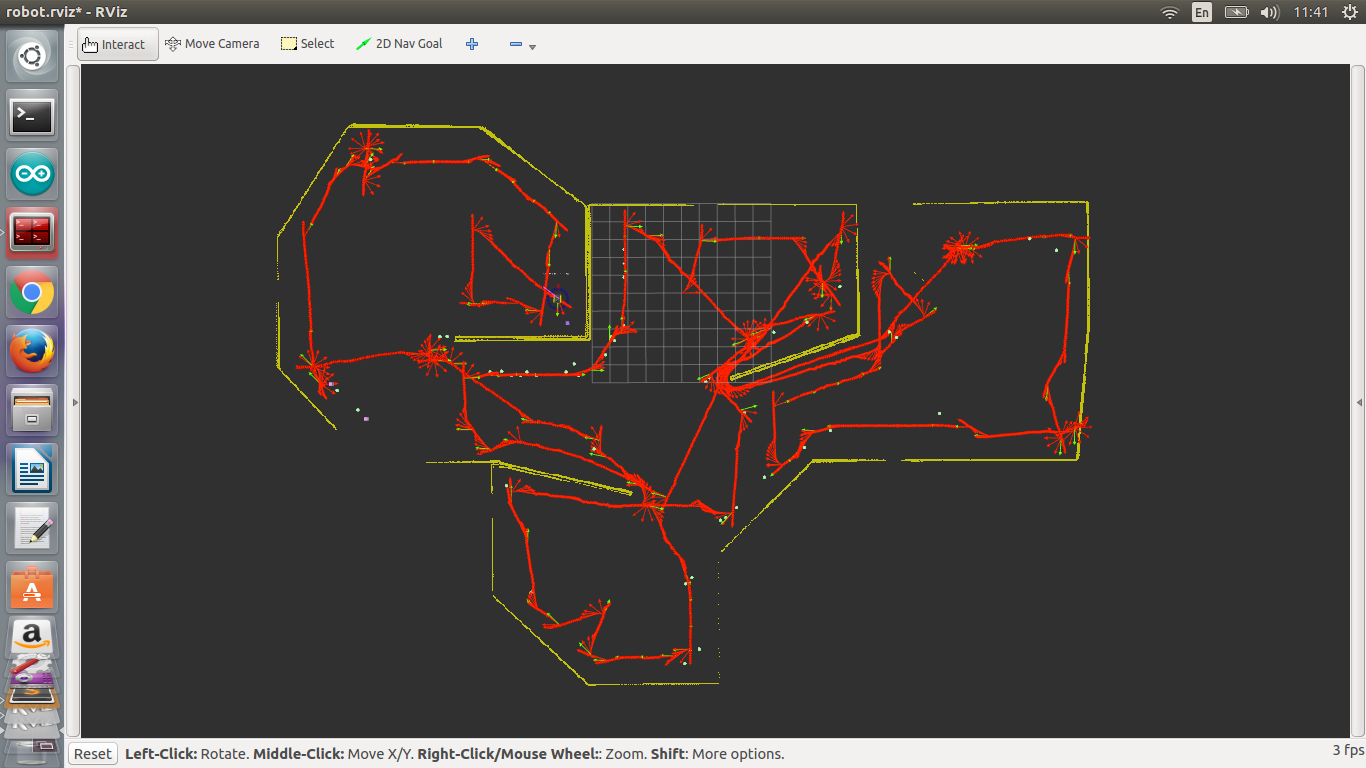 robot.rviz* - RViz
En
11:41
Interact
Move Camera
Select
2D Nav Goal
Reset
Left-Click: Rotate. Middle-Click: Move X/Y. Right-Click/Mouse Wheel:: Zoom. Shift: More options.
3 fps